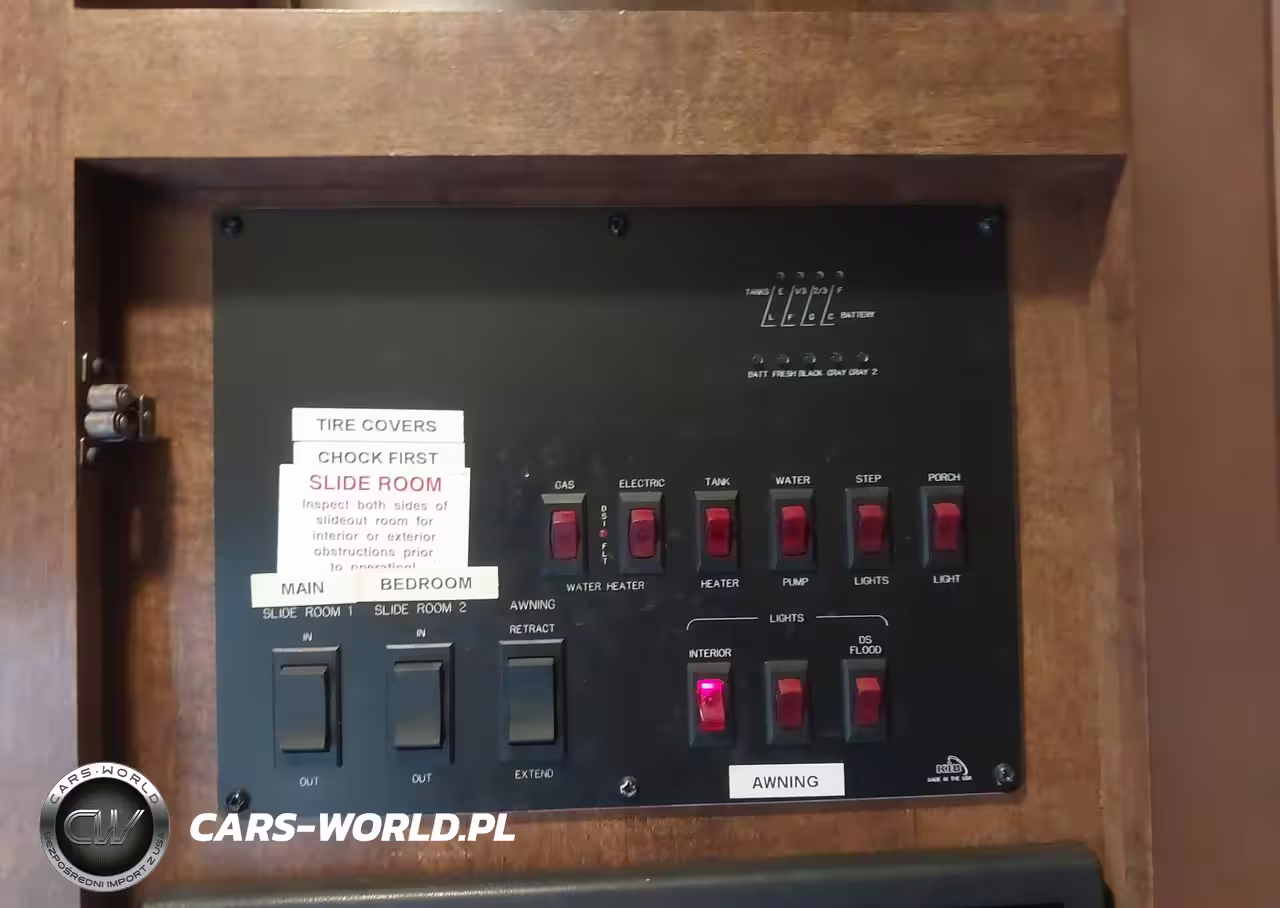 TANKS E 1/3 2/3 F
L F G C BATTERY
BATT FRESH BLACK GRAY GRAY 2
TIRE COVERS
CHOCK FIRST
SLIDE ROOM
Inspect both sides of
slideout room for
interior or exterior
obstructions prior
to operation!
MAIN BEDROOM
SLIDE ROOM 1 SLIDE ROOM 2 AWNING
IN IN RETRACT
OUT OUT EXTEND
GAS ELECTRIC TANK WATER STEP PORCH
DSI FLT
WATER HEATER HEATER PUMP LIGHTS LIGHT
LIGHTS
INTERIOR DS
FLOOD
AWNING
KIB
MADE IN THE USA
CARS-WORLD
CW
BEZPOŚREDNI IMPORT Z USA
CARS-WORLD.PL